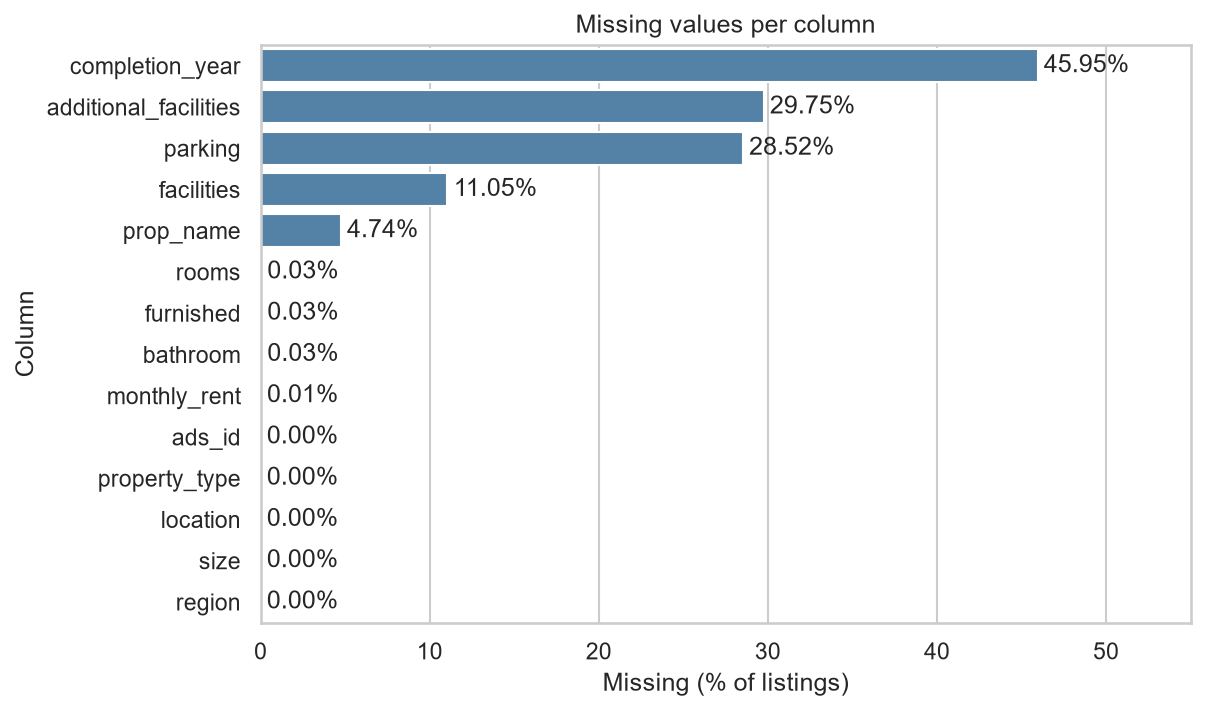 Missing values per column
completion_year 45.95%
additional_facilities 29.75%
parking 28.52%
facilities 11.05%
prop_name 4.74%
rooms 0.03%
furnished 0.03%
bathroom 0.03%
monthly_rent 0.01%
ads_id 0.00%
property_type 0.00%
location 0.00%
size 0.00%
region 0.00%
Column
0 10 20 30 40 50
Missing (% of listings)